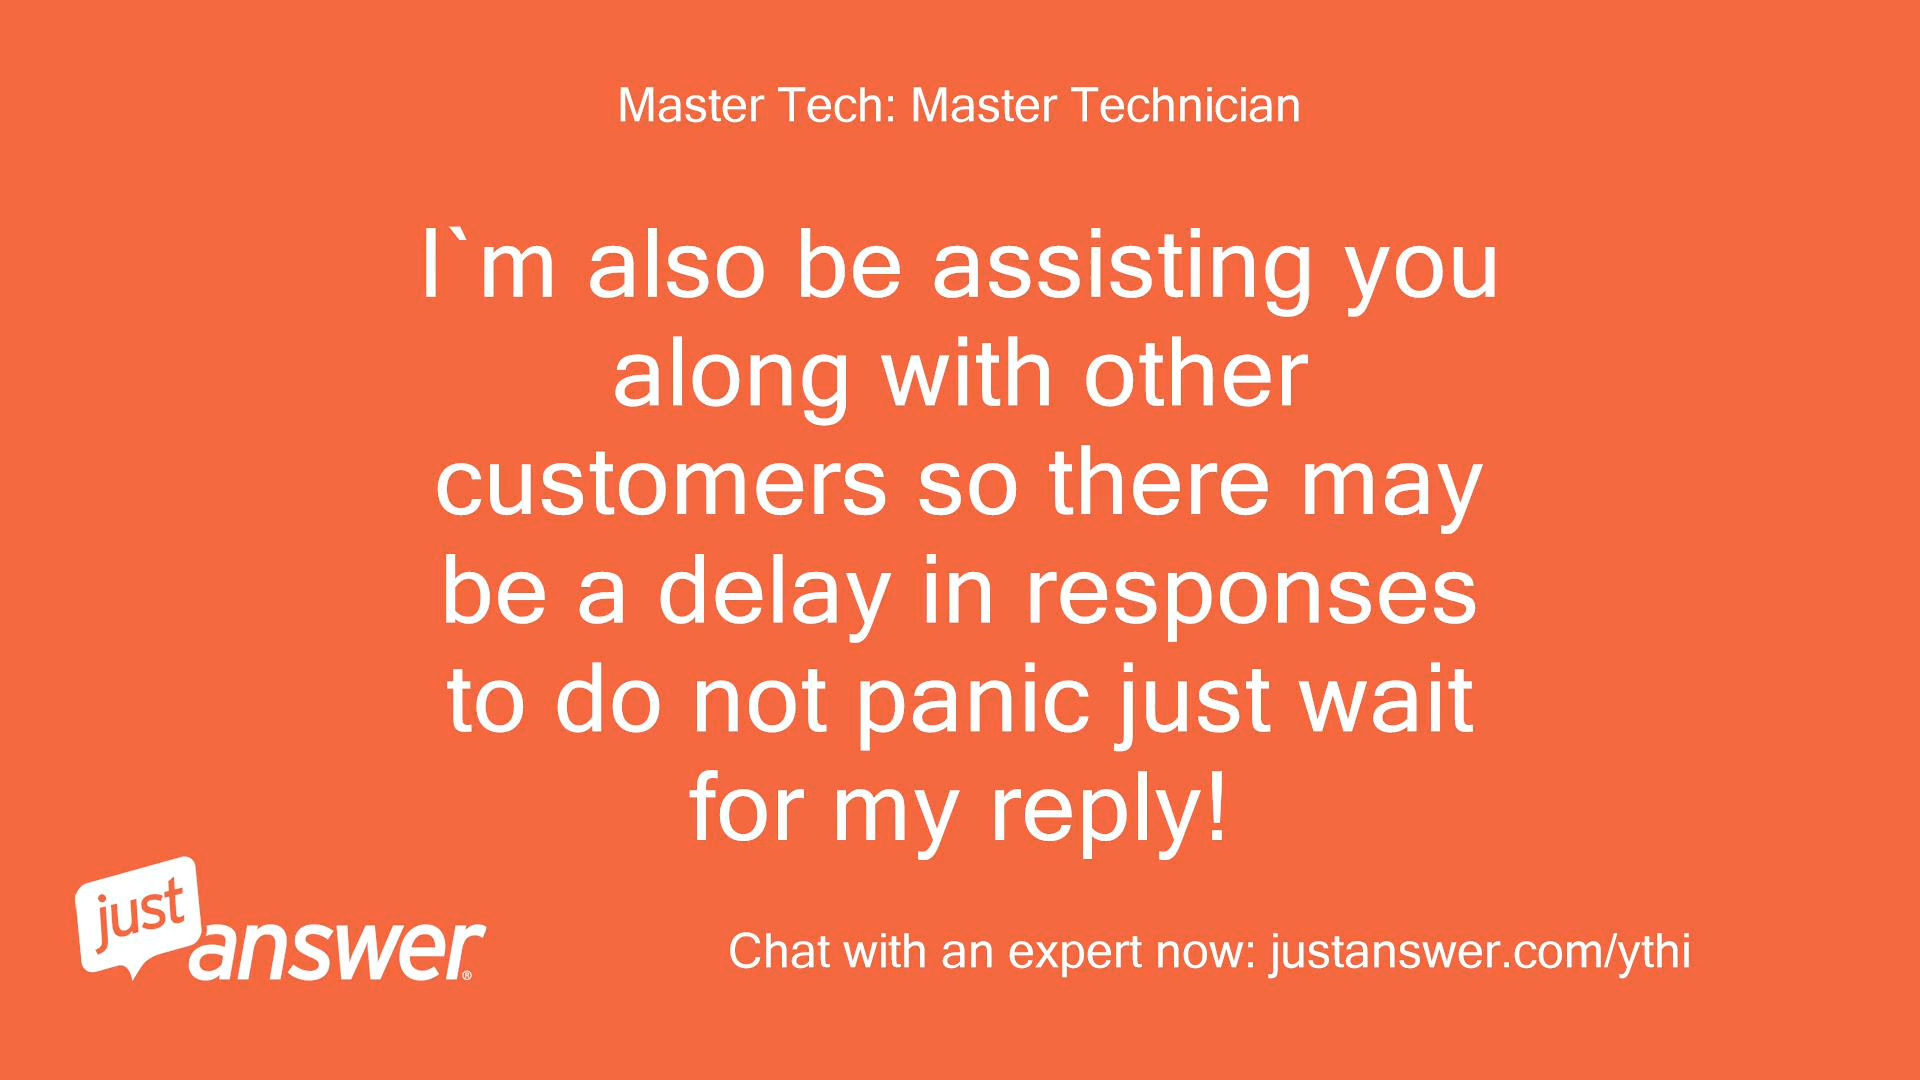 Master Tech: Master Technician
I`m also be assisting you
along with other
customers so there may
be a delay in responses
to do not panic just wait
for my reply!
just
answer®
Chat with an expert now: justanswer.com/ythi